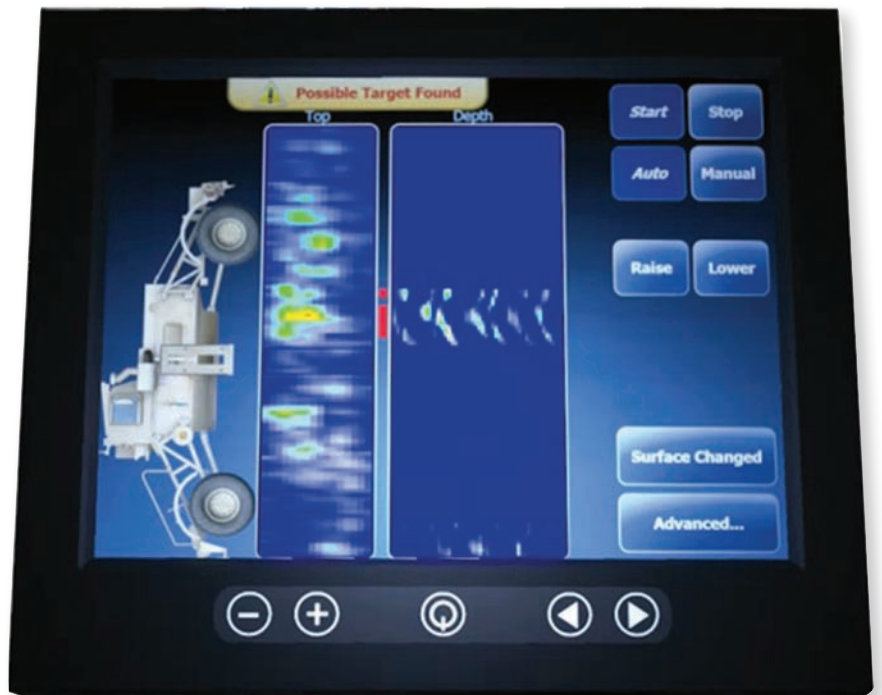 Possible Target Found
Top
Depth
Start
Stop
Auto
Manual
Raise
Lower
Surface Changed
Advanced...